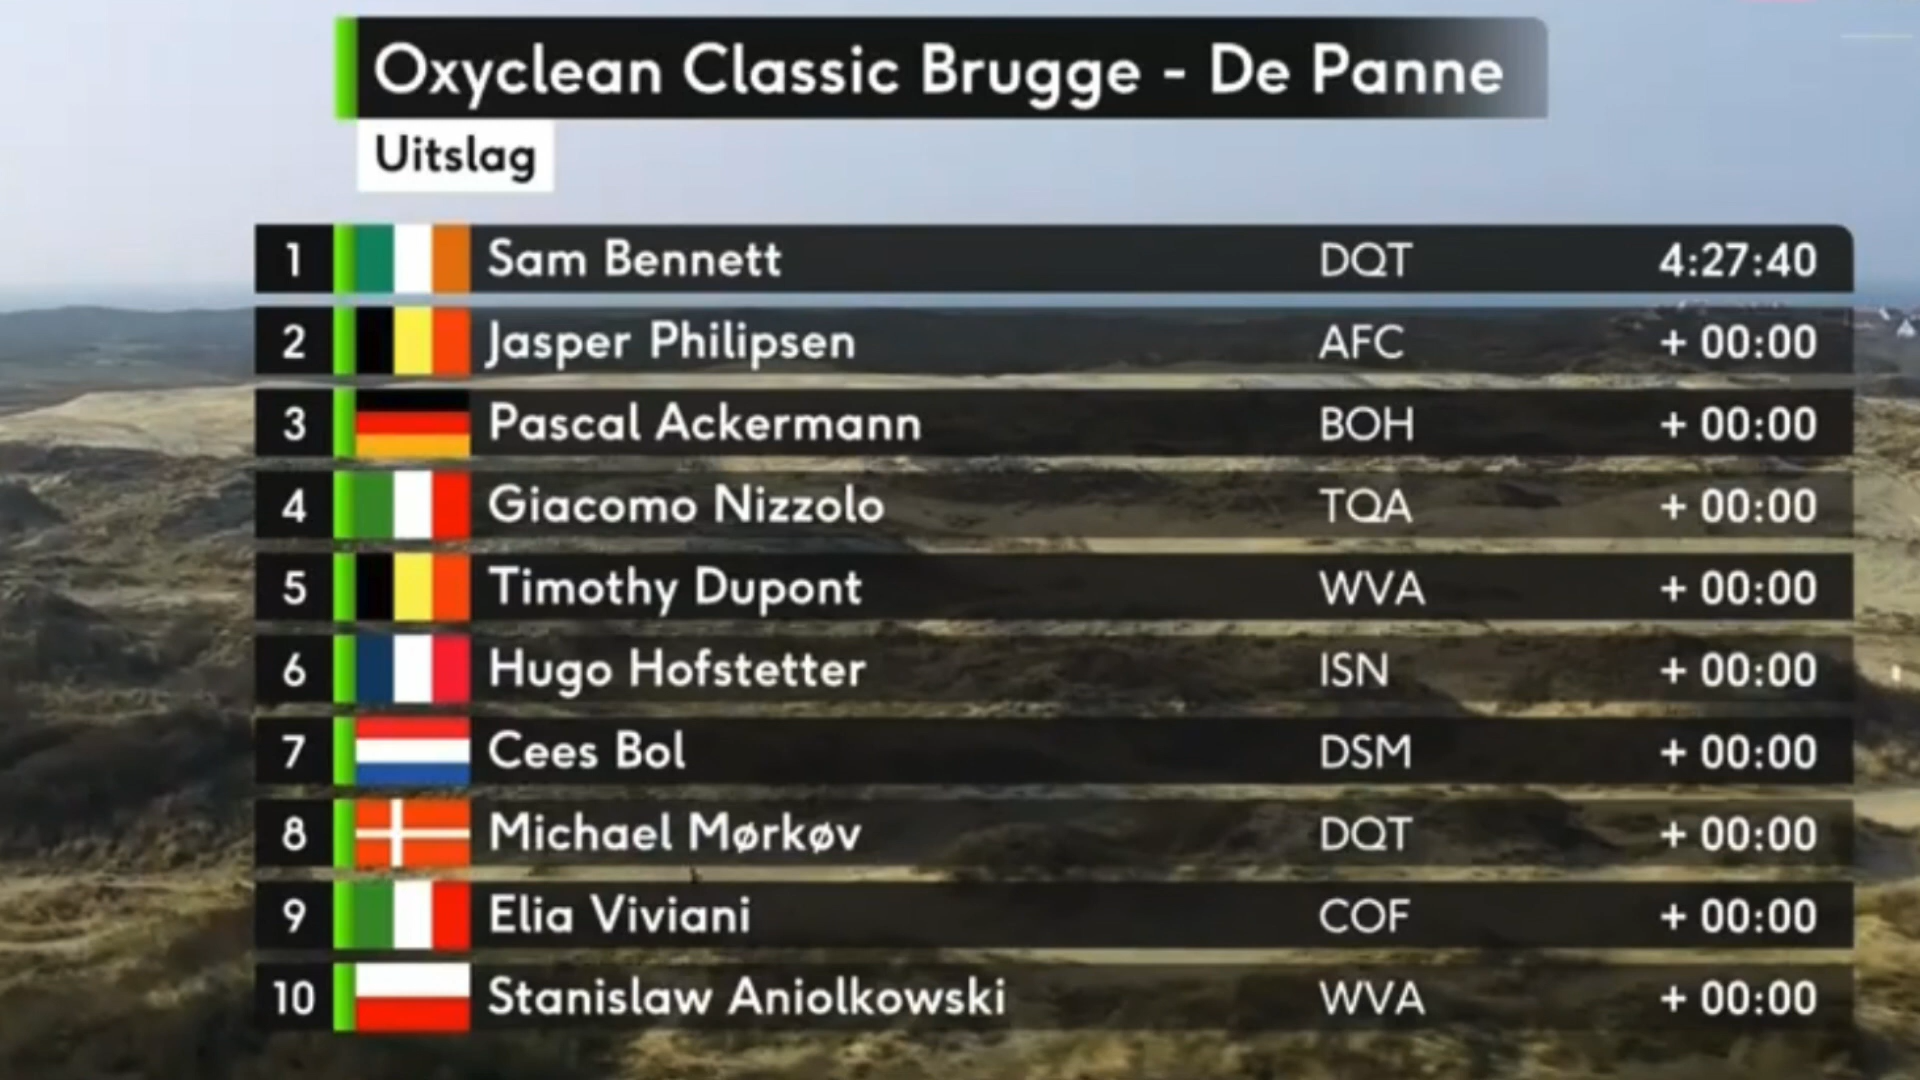 Oxyclean Classic Brugge - De Panne
Uitslag
1 Sam Bennett DQT 4:27:40
2 Jasper Philipsen AFC + 00:00
3 Pascal Ackermann BOH + 00:00
4 Giacomo Nizzolo TQA + 00:00
5 Timothy Dupont WVA + 00:00
6 Hugo Hofstetter ISN + 00:00
7 Cees Bol DSM + 00:00
8 Michael Mørkøv DQT + 00:00
9 Elia Viviani COF + 00:00
10 Stanislaw Aniolkowski WVA + 00:00